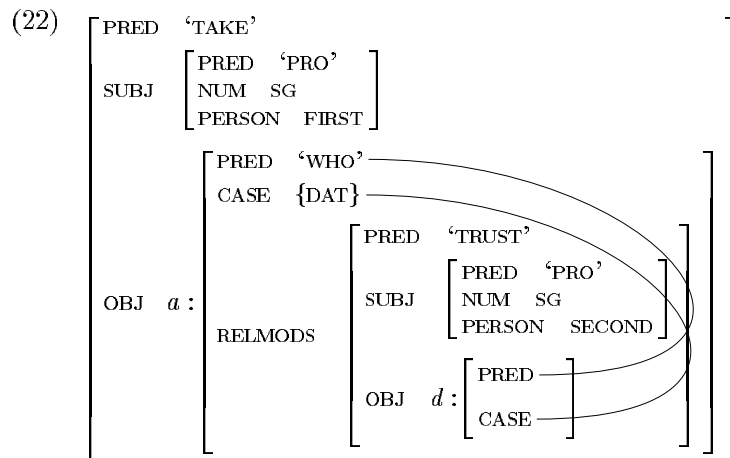 (22)
PRED ‘TAKE’
SUBJ
PRED ‘PRO’
NUM SG
PERSON FIRST
OBJ a :
PRED ‘WHO’
CASE {DAT}
RELMODS
PRED ‘TRUST’
SUBJ
PRED ‘PRO’
NUM SG
PERSON SECOND
OBJ d :
PRED
CASE